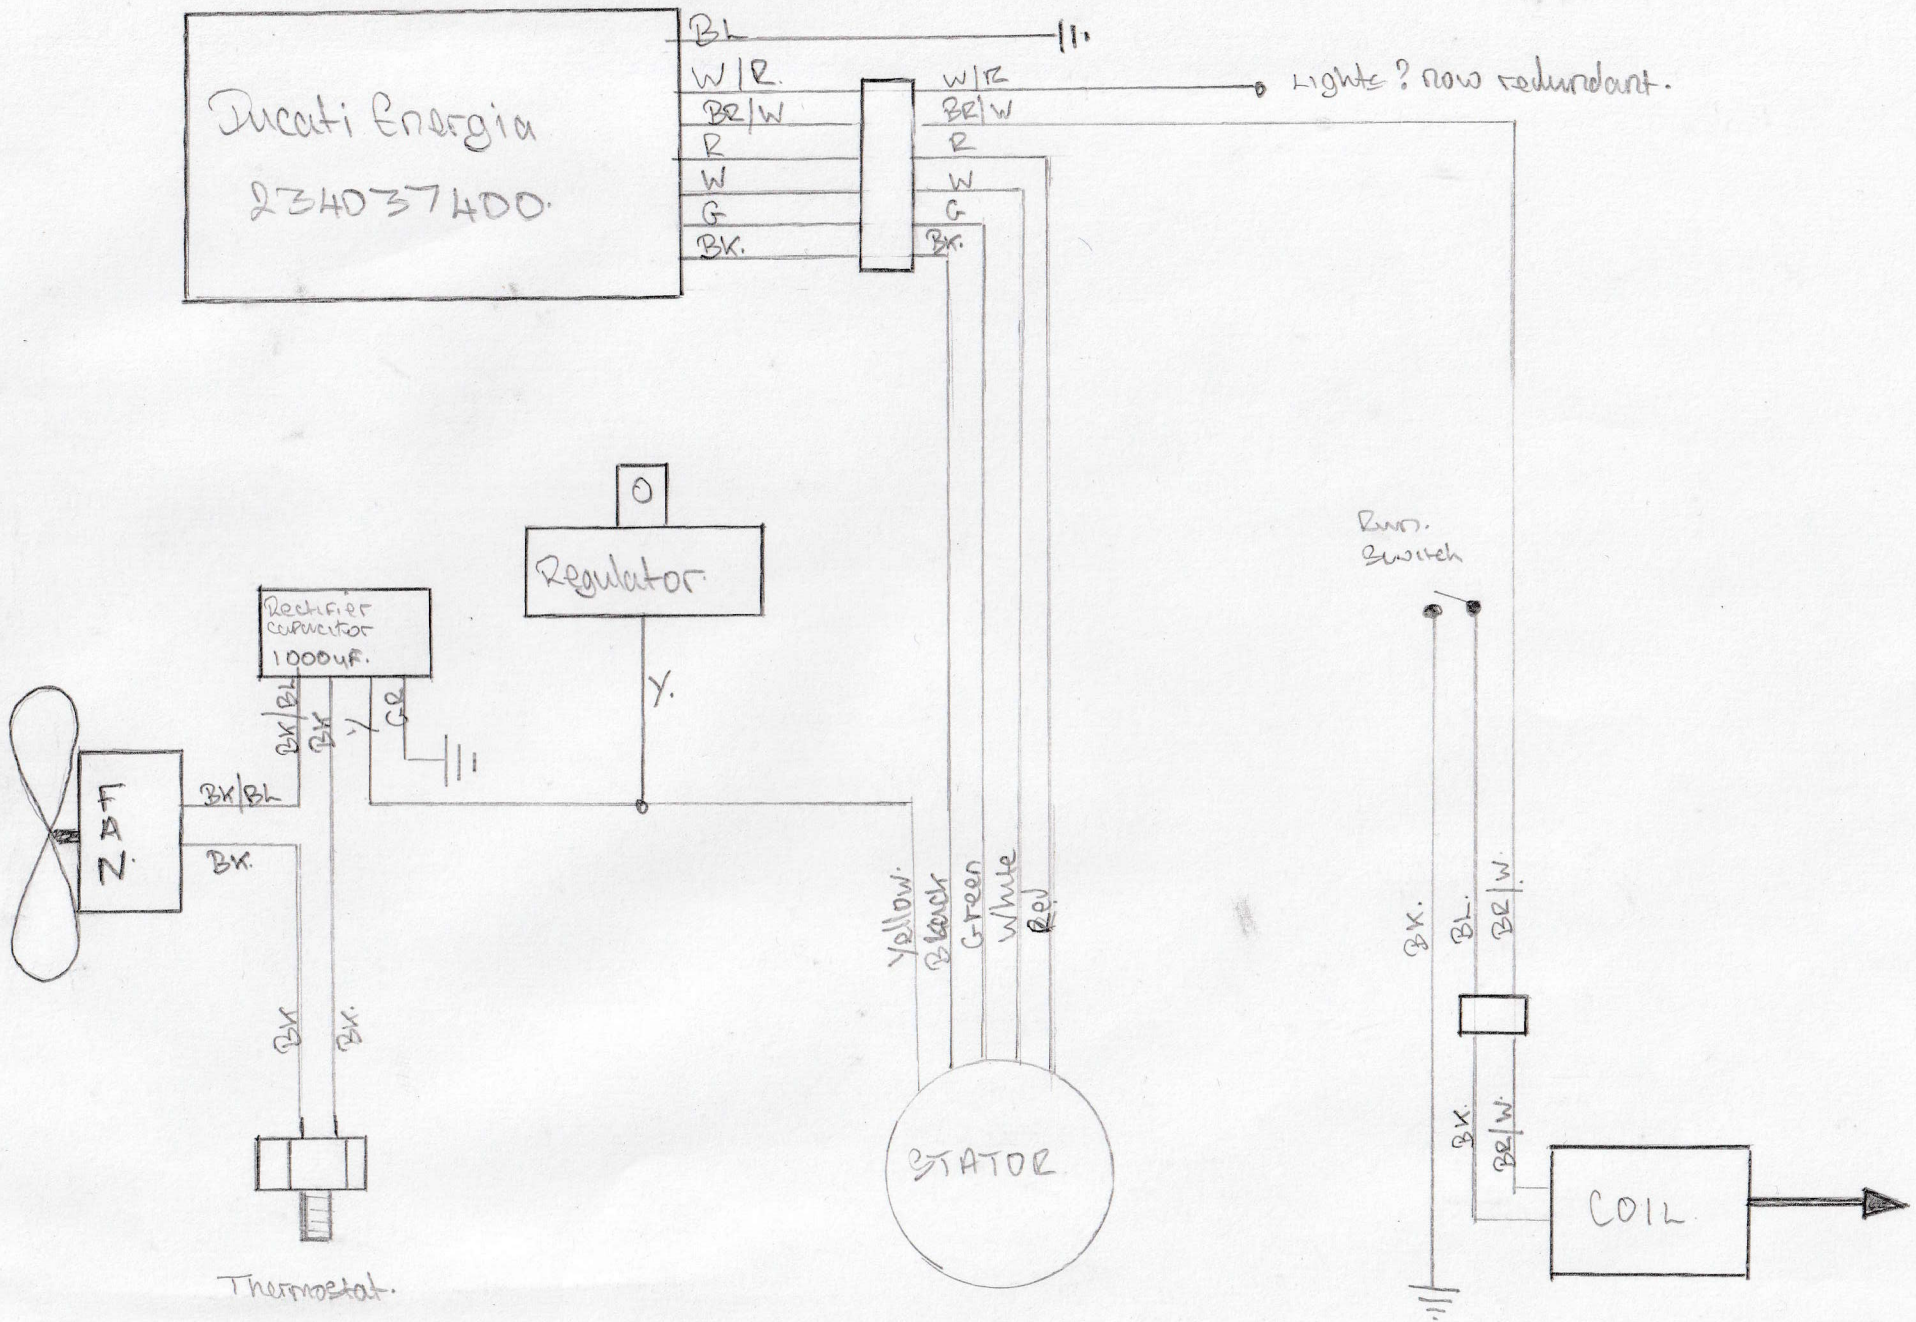 BL
W/R.
W/R
Lights? now redundant.
BR/W
BR/W
Ducati Energia
R
R
W
W
234037400.
G
G
BK.
BK.
O
Run.
Switch
Regulator.
Rectifier
capacitor
1000uF.
BK/BL
BK
Y
GR
Y.
FAN.
BK/BL
BK.
Yellow.
Black
Green
White
Red
BK.
BL.
BR/W.
BK
BK.
BK.
BR/W.
STATOR
COIL
Thermostat.